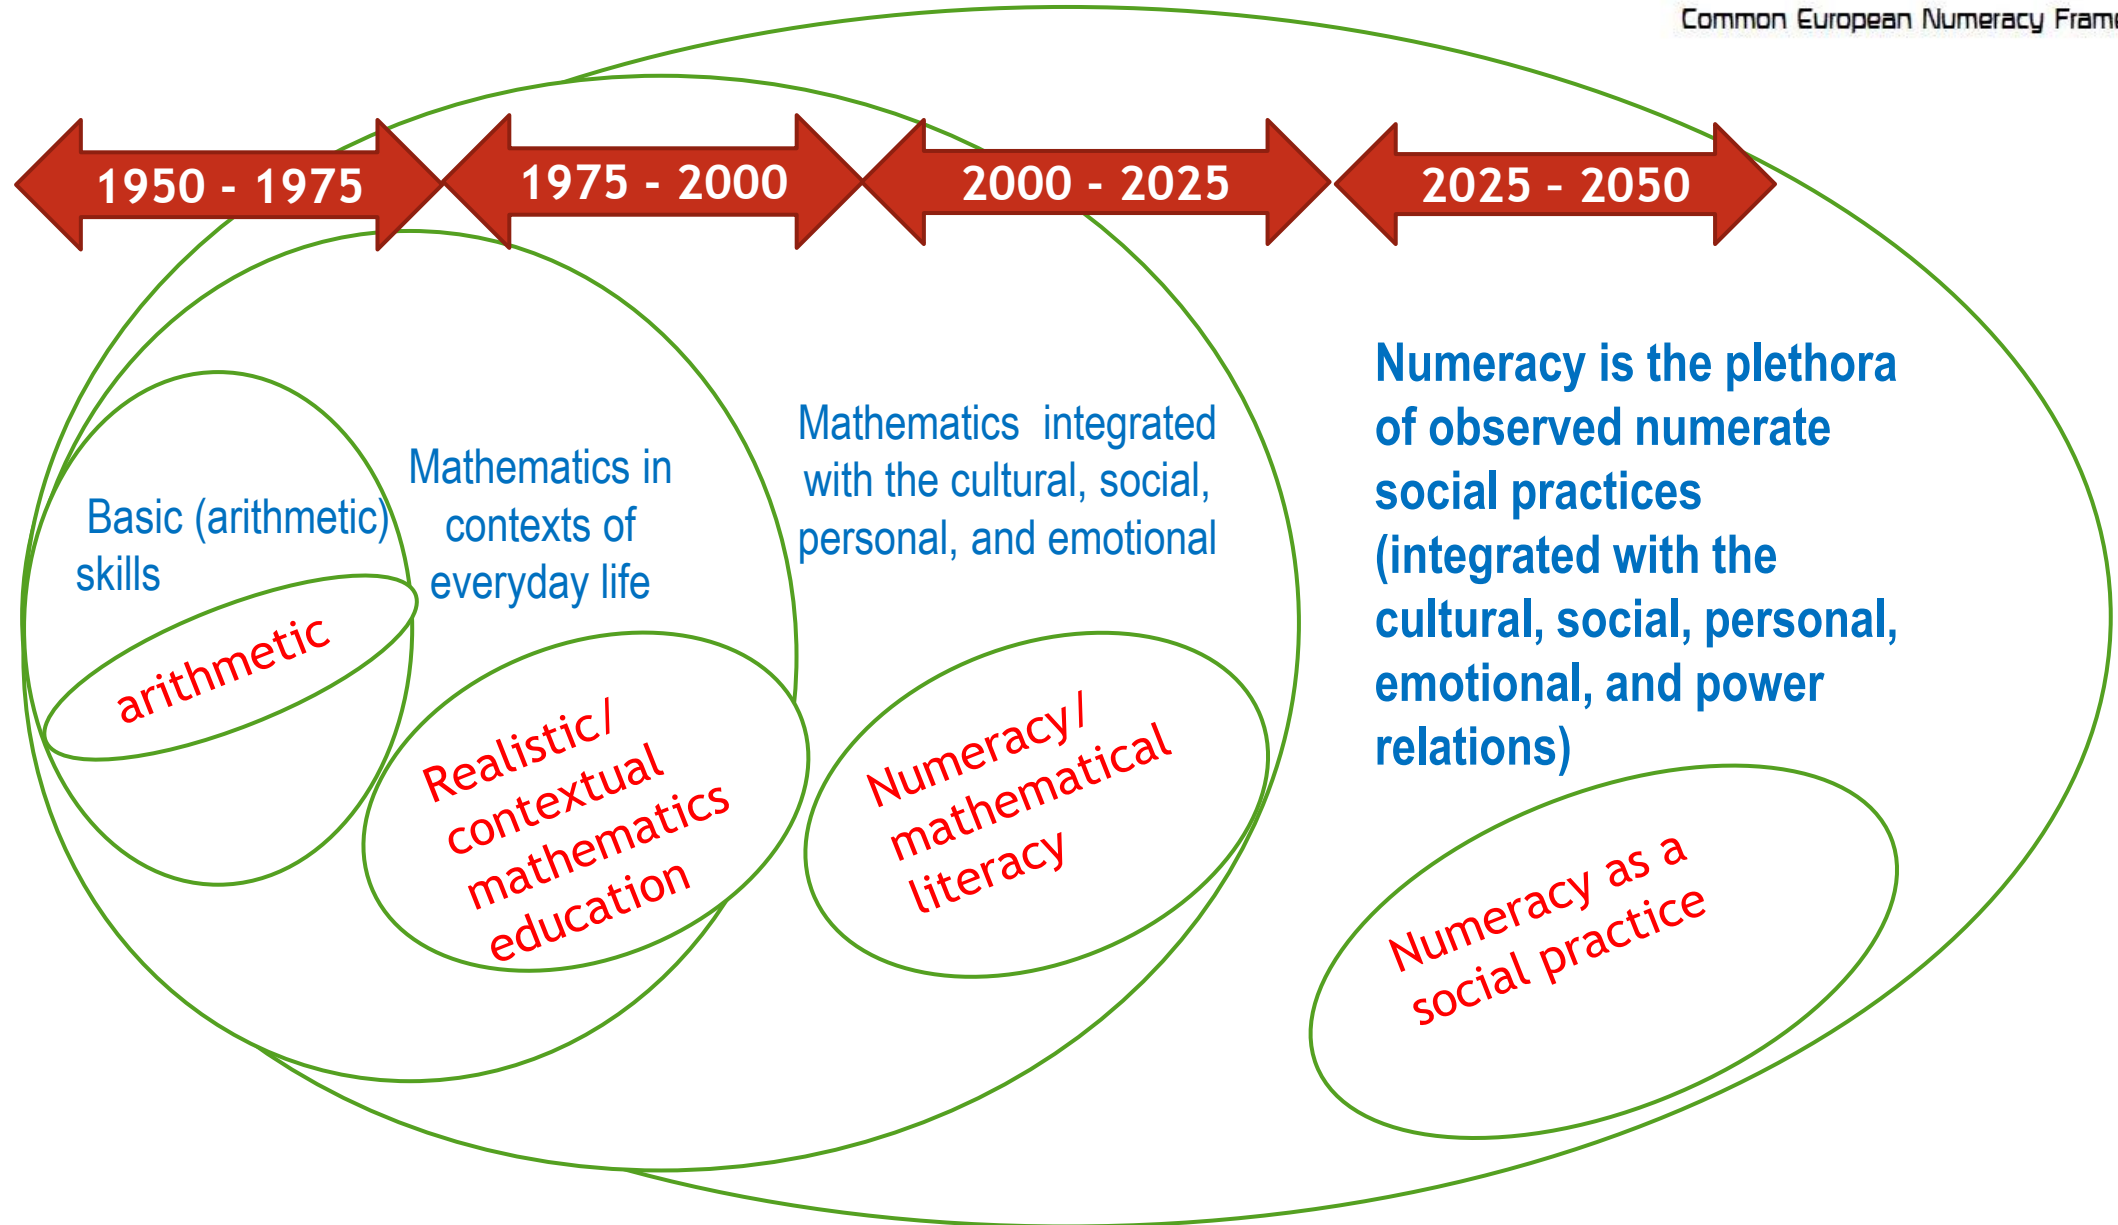 Common European Numeracy Frame
1950 - 1975
1975 - 2000
2000 - 2025
2025 - 2050
Basic (arithmetic)
skills
arithmetic
Mathematics in
contexts of
everyday life
Realistic/
contextual
mathematics
education
Mathematics integrated
with the cultural, social,
personal, and emotional
Numeracy/
mathematical
literacy
Numeracy is the plethora
of observed numerate
social practices
(integrated with the
cultural, social, personal,
emotional, and power
relations)
Numeracy as a
social practice